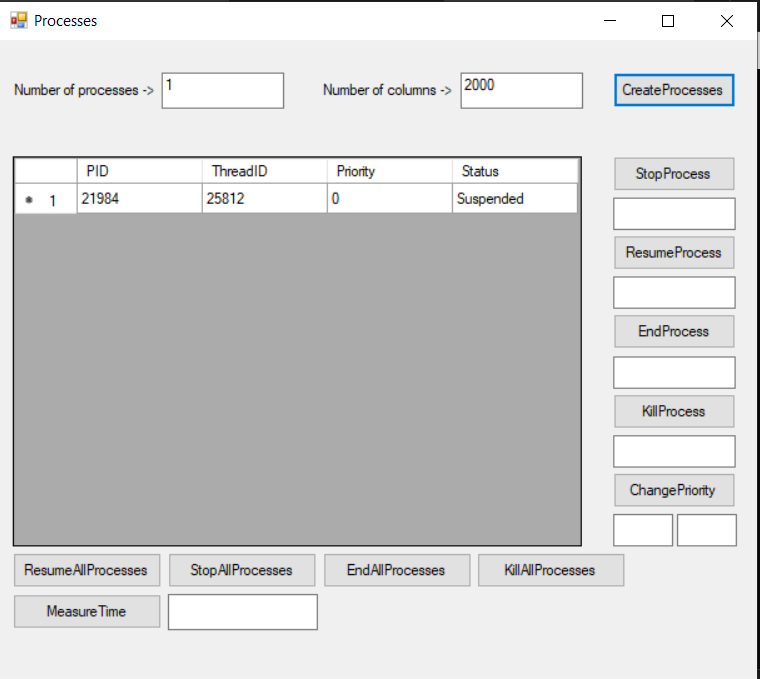 Processes
Number of processes -> 1 Number of columns -> 2000 CreateProcesses
PID ThreadID Priority Status
* 1 21984 25812 0 Suspended
StopProcess
ResumeProcess
EndProcess
KillProcess
ChangePriority
ResumeAllProcesses StopAllProcesses EndAllProcesses KillAllProcesses
MeasureTime